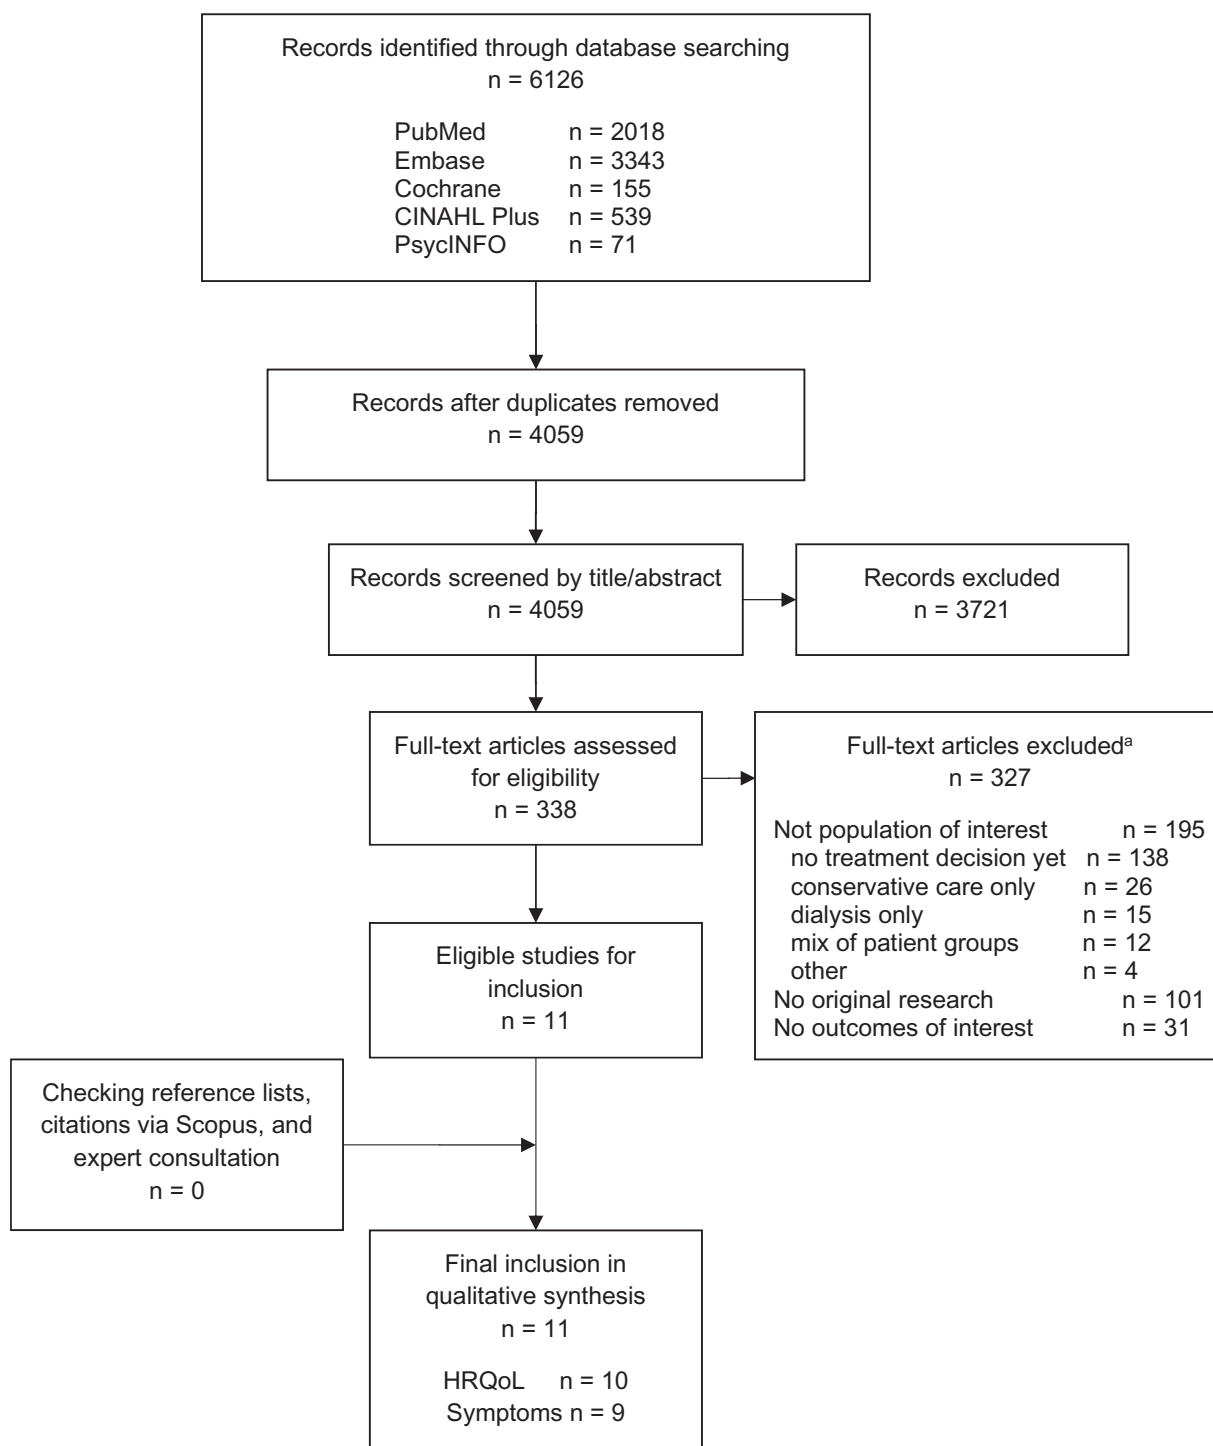 Records identified through database searching
n = 6126
PubMed n = 2018
Embase n = 3343
Cochrane n = 155
CINAHL Plus n = 539
PsycINFO n = 71
Records after duplicates removed
n = 4059
Records screened by title/abstract
n = 4059
Records excluded
n = 3721
Full-text articles assessed
for eligibility
n = 338
Full-text articles excludedᵃ
n = 327
Not population of interest n = 195
no treatment decision yet n = 138
conservative care only n = 26
dialysis only n = 15
mix of patient groups n = 12
other n = 4
No original research n = 101
No outcomes of interest n = 31
Eligible studies for
inclusion
n = 11
Checking reference lists,
citations via Scopus, and
expert consultation
n = 0
Final inclusion in
qualitative synthesis
n = 11
HRQoL n = 10
Symptoms n = 9